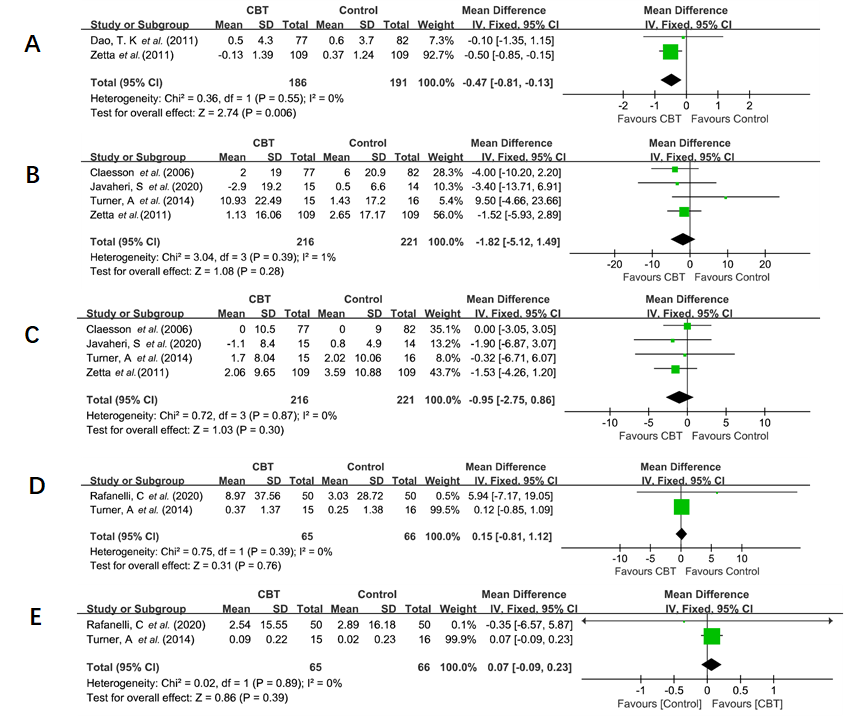 A
CBT Control Mean Difference Mean Difference
Study or Subgroup Mean SD Total Mean SD Total Weight IV, Fixed, 95% CI IV, Fixed, 95% CI
Dao, T. K et al. (2011) 0.5 4.3 77 0.6 3.7 82 7.3% -0.10 [-1.35, 1.15]
Zetta et al. (2011) -0.13 1.39 109 0.37 1.24 109 92.7% -0.50 [-0.85, -0.15]
Total (95% CI) 186 191 100.0% -0.47 [-0.81, -0.13]
Heterogeneity: Chi² = 0.36, df = 1 (P = 0.55); I² = 0%
Test for overall effect: Z = 2.74 (P = 0.006)
-2 -1 0 1 2
Favours CBT Favours Control
B
CBT Control Mean Difference Mean Difference
Study or Subgroup Mean SD Total Mean SD Total Weight IV, Fixed, 95% CI IV, Fixed, 95% CI
Claesson et al. (2006) 2 19 77 6 20.9 82 28.3% -4.00 [-10.20, 2.20]
Javaheri, S et al (2020) -2.9 19.2 15 0.5 6.6 14 10.3% -3.40 [-13.71, 6.91]
Turner, A et al (2014) 10.93 22.49 15 1.43 17.2 16 5.4% 9.50 [-4.66, 23.66]
Zetta et al. (2011) 1.13 16.06 109 2.65 17.17 109 56.0% -1.52 [-5.93, 2.89]
Total (95% CI) 216 221 100.0% -1.82 [-5.12, 1.49]
Heterogeneity: Chi² = 3.04, df = 3 (P = 0.39); I² = 1%
Test for overall effect: Z = 1.08 (P = 0.28)
-20 -10 0 10 20
Favours CBT Favours Control
C
CBT Control Mean Difference Mean Difference
Study or Subgroup Mean SD Total Mean SD Total Weight IV, Fixed, 95% CI IV, Fixed, 95% CI
Claesson et al. (2006) 0 10.5 77 0 9 82 35.1% 0.00 [-3.05, 3.05]
Javaheri, S et al. (2020) -1.1 8.4 15 0.8 4.9 14 13.2% -1.90 [-6.87, 3.07]
Turner, A et al. (2014) 1.7 8.04 15 2.02 10.06 16 8.0% -0.32 [-6.71, 6.07]
Zetta et al. (2011) 2.06 9.65 109 3.59 10.88 109 43.7% -1.53 [-4.26, 1.20]
Total (95% CI) 216 221 100.0% -0.95 [-2.75, 0.86]
Heterogeneity: Chi² = 0.72, df = 3 (P = 0.87); I² = 0%
Test for overall effect: Z = 1.03 (P = 0.30)
-10 -5 0 5 10
Favours CBT Favours Control
D
CBT Control Mean Difference Mean Difference
Study or Subgroup Mean SD Total Mean SD Total Weight IV, Fixed, 95% CI IV, Fixed, 95% CI
Rafanelli, C et al. (2020) 8.97 37.56 50 3.03 28.72 50 0.5% 5.94 [-7.17, 19.05]
Turner, A et al (2014) 0.37 1.37 15 0.25 1.38 16 99.5% 0.12 [-0.85, 1.09]
Total (95% CI) 65 66 100.0% 0.15 [-0.81, 1.12]
Heterogeneity: Chi² = 0.75, df = 1 (P = 0.39); I² = 0%
Test for overall effect: Z = 0.31 (P = 0.76)
-10 -5 0 5 10
Favours CBT Favours Control
E
CBT Control Mean Difference Mean Difference
Study or Subgroup Mean SD Total Mean SD Total Weight IV, Fixed, 95% CI IV, Fixed, 95% CI
Rafanelli, C et al. (2020) 2.54 15.55 50 2.89 16.18 50 0.1% -0.35 [-6.57, 5.87]
Turner, A et al. (2014) 0.09 0.22 15 0.02 0.23 16 99.9% 0.07 [-0.09, 0.23]
Total (95% CI) 65 66 100.0% 0.07 [-0.09, 0.23]
Heterogeneity: Chi² = 0.02, df = 1 (P = 0.89); I² = 0%
Test for overall effect: Z = 0.86 (P = 0.39)
-1 -0.5 0 0.5 1
Favours [Control] Favours [CBT]